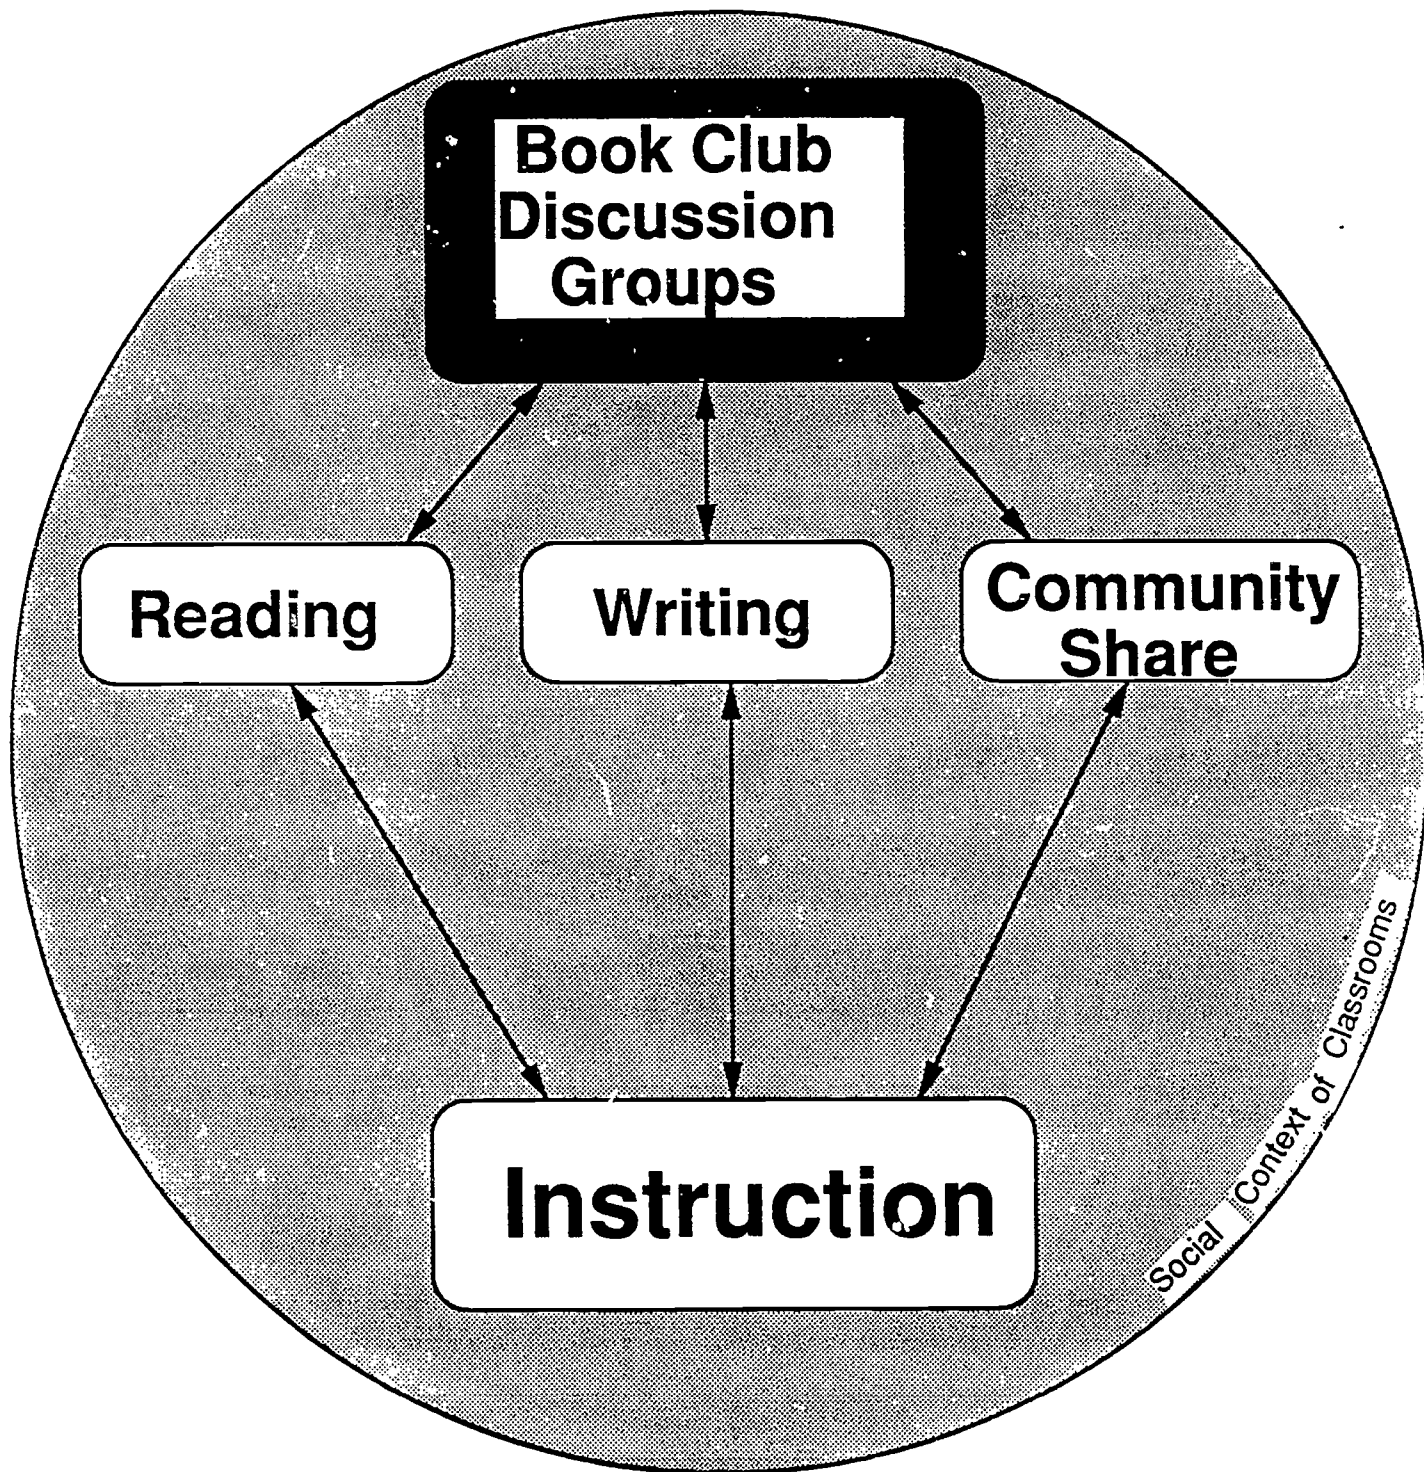 Book Club
Discussion
Groups
Reading
Writing
Community
Share
Instruction
Social Context of Classrooms